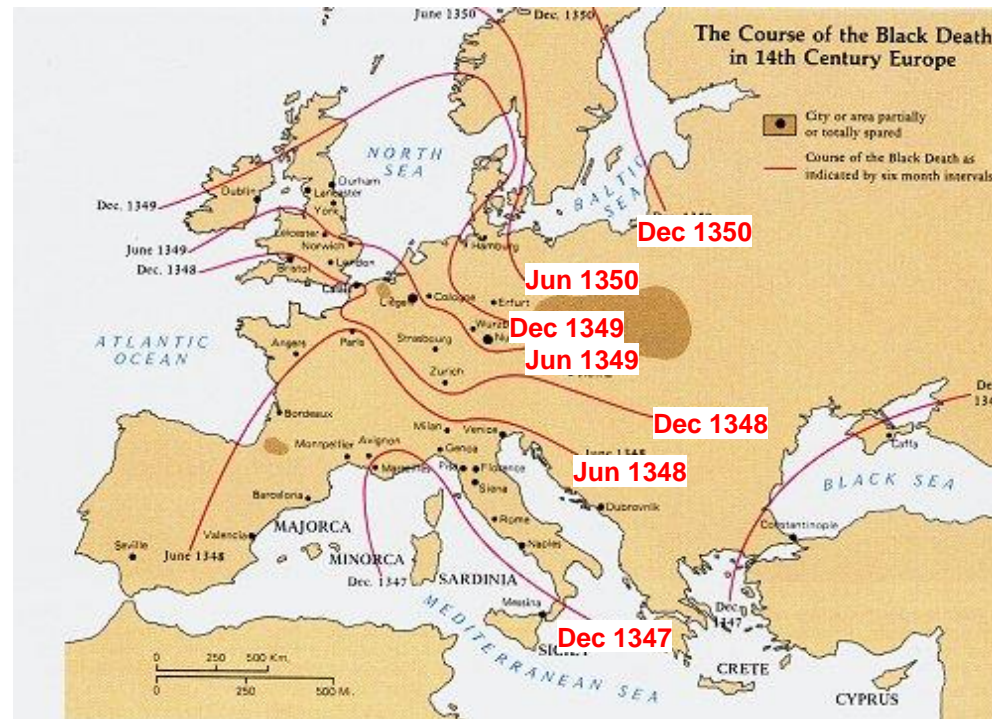 June 1350
Dec. 1350
The Course of the Black Death
in 14th Century Europe
City or area partially
or totally spared
Course of the Black Death as
indicated by six month intervals
NORTH
SEA
BALTIC
SEA
Durham
Dublin
Lancaster
York
Dec. 1349
Leicester
Norwich
June 1349
Hamburg
Dec 1350
London
Dec. 1348
Bristol
Jun 1350
Liege
Cologne
Erfurt
Dec 1349
ATLANTIC
OCEAN
Angers
Paris
Strasbourg
Jun 1349
Zurich
Dec 1348
Bordeaux
Milan
Venice
Caffa
Montpellier
Avignon
Genoa
June 1348
Jun 1348
Marseilles
Pisa
Florence
BLACK SEA
Siena
Barcelona
Dubrovnik
MAJORCA
Rome
Constantinople
Valencia
Seville
June 1348
MINORCA
Naples
Dec. 1347
SARDINIA
Messina
Dec.
1347
MEDITERRANEAN SEA
Dec 1347
SICILY
CRETE
CYPRUS
0 250 500 Km.
0 250 500 M.